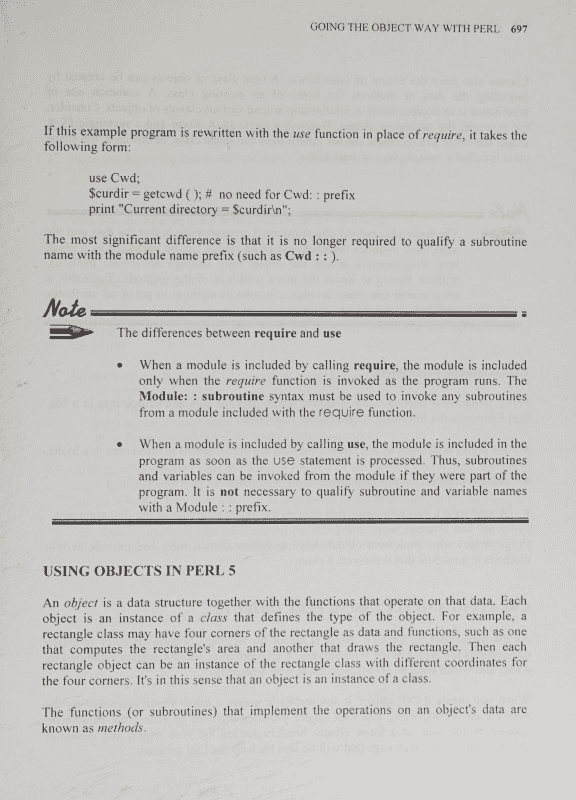 GOING THE OBJECT WAY WITH PERL 697
If this example program is rewritten with the use function in place of require, it takes the
following form:
use Cwd;
$curdir = getcwd ( ); # no need for Cwd: : prefix
print "Current directory = $curdir\n";
The most significant difference is that it is no longer required to qualify a subroutine
name with the module name prefix (such as Cwd : : ).
Note
The differences between require and use
• When a module is included by calling require, the module is included
only when the require function is invoked as the program runs. The
Module: : subroutine syntax must be used to invoke any subroutines
from a module included with the require function.
• When a module is included by calling use, the module is included in the
program as soon as the use statement is processed. Thus, subroutines
and variables can be invoked from the module if they were part of the
program. It is not necessary to qualify subroutine and variable names
with a Module : : prefix.
USING OBJECTS IN PERL 5
An object is a data structure together with the functions that operate on that data. Each
object is an instance of a class that defines the type of the object. For example, a
rectangle class may have four corners of the rectangle as data and functions, such as one
that computes the rectangle's area and another that draws the rectangle. Then each
rectangle object can be an instance of the rectangle class with different coordinates for
the four corners. It's in this sense that an object is an instance of a class.
The functions (or subroutines) that implement the operations on an object's data are
known as methods.